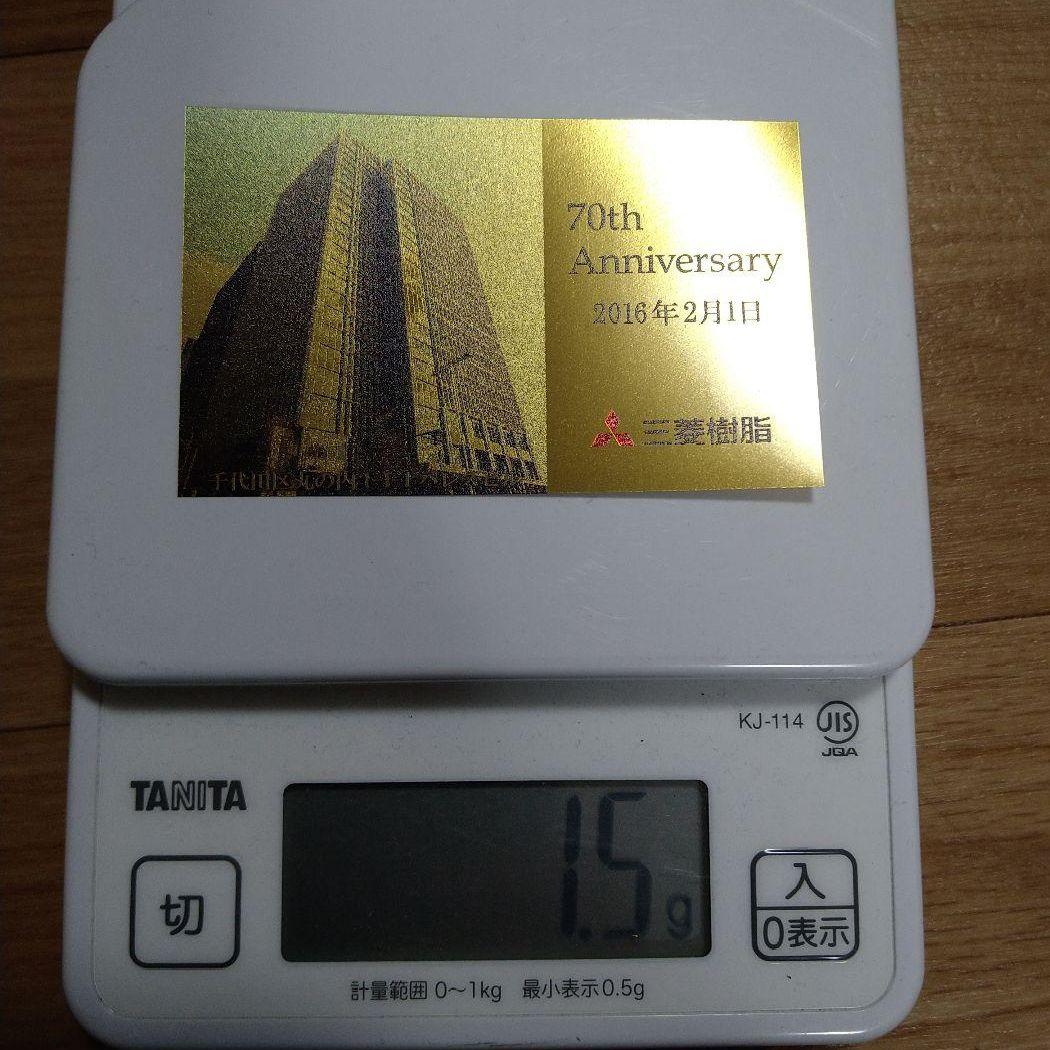 70th
Anniversary
2016年2月1日
三菱樹脂
KJ-114
JIS
JQA
TANITA
1.5g
切
入
0表示
計量範囲 0～1kg 最小表示0.5g